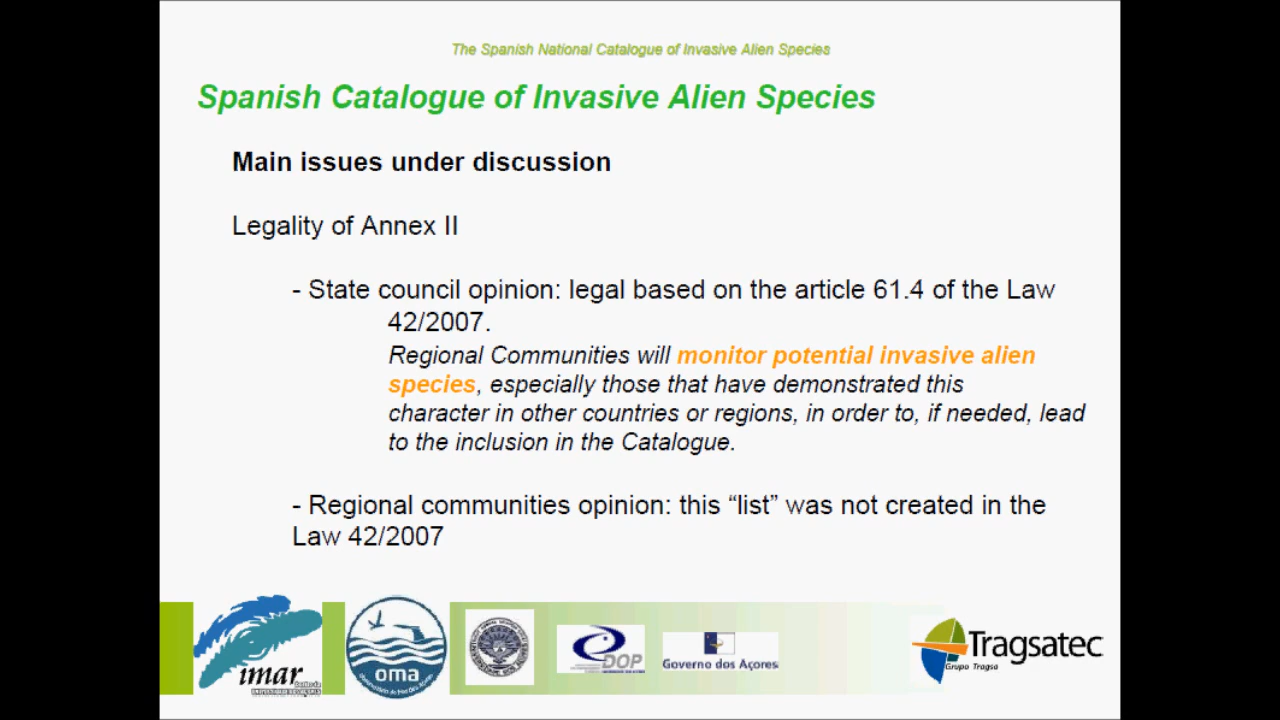 The Spanish National Catalogue of Invasive Alien Species
Spanish Catalogue of Invasive Alien Species
Main issues under discussion
Legality of Annex II
- State council opinion: legal based on the article 61.4 of the Law
42/2007.
Regional Communities will monitor potential invasive alien
species, especially those that have demonstrated this
character in other countries or regions, in order to, if needed, lead
to the inclusion in the Catalogue.
- Regional communities opinion: this “list” was not created in the
Law 42/2007
imar
oma
DOP
Governo dos Açores
Tragsatec
Grupo Tragsa